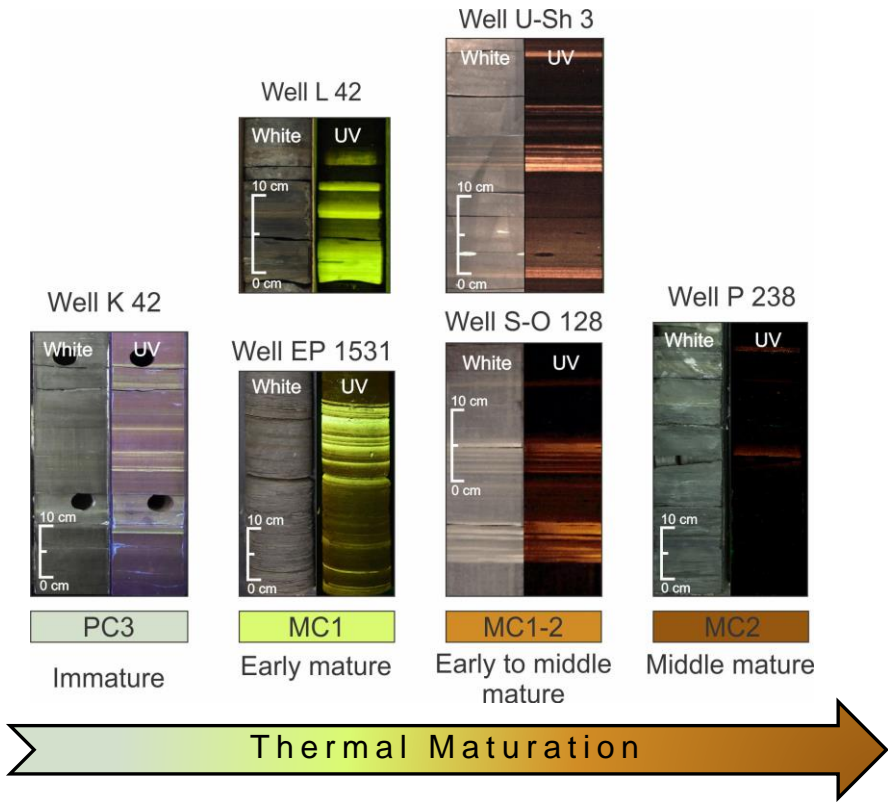 Well U-Sh 3
White UV
Well L 42
White UV
10 cm
0 cm
0 cm
Well K 42
White UV
10 cm
0 cm
Well EP 1531
White UV
10 cm
0 cm
Well S-O 128
White UV
10 cm
0 cm
Well P 238
White UV
10 cm
0 cm
10 cm
PC3
MC1
MC1-2
MC2
Immature
Early mature
Early to middle
mature
Middle mature
Thermal Maturation